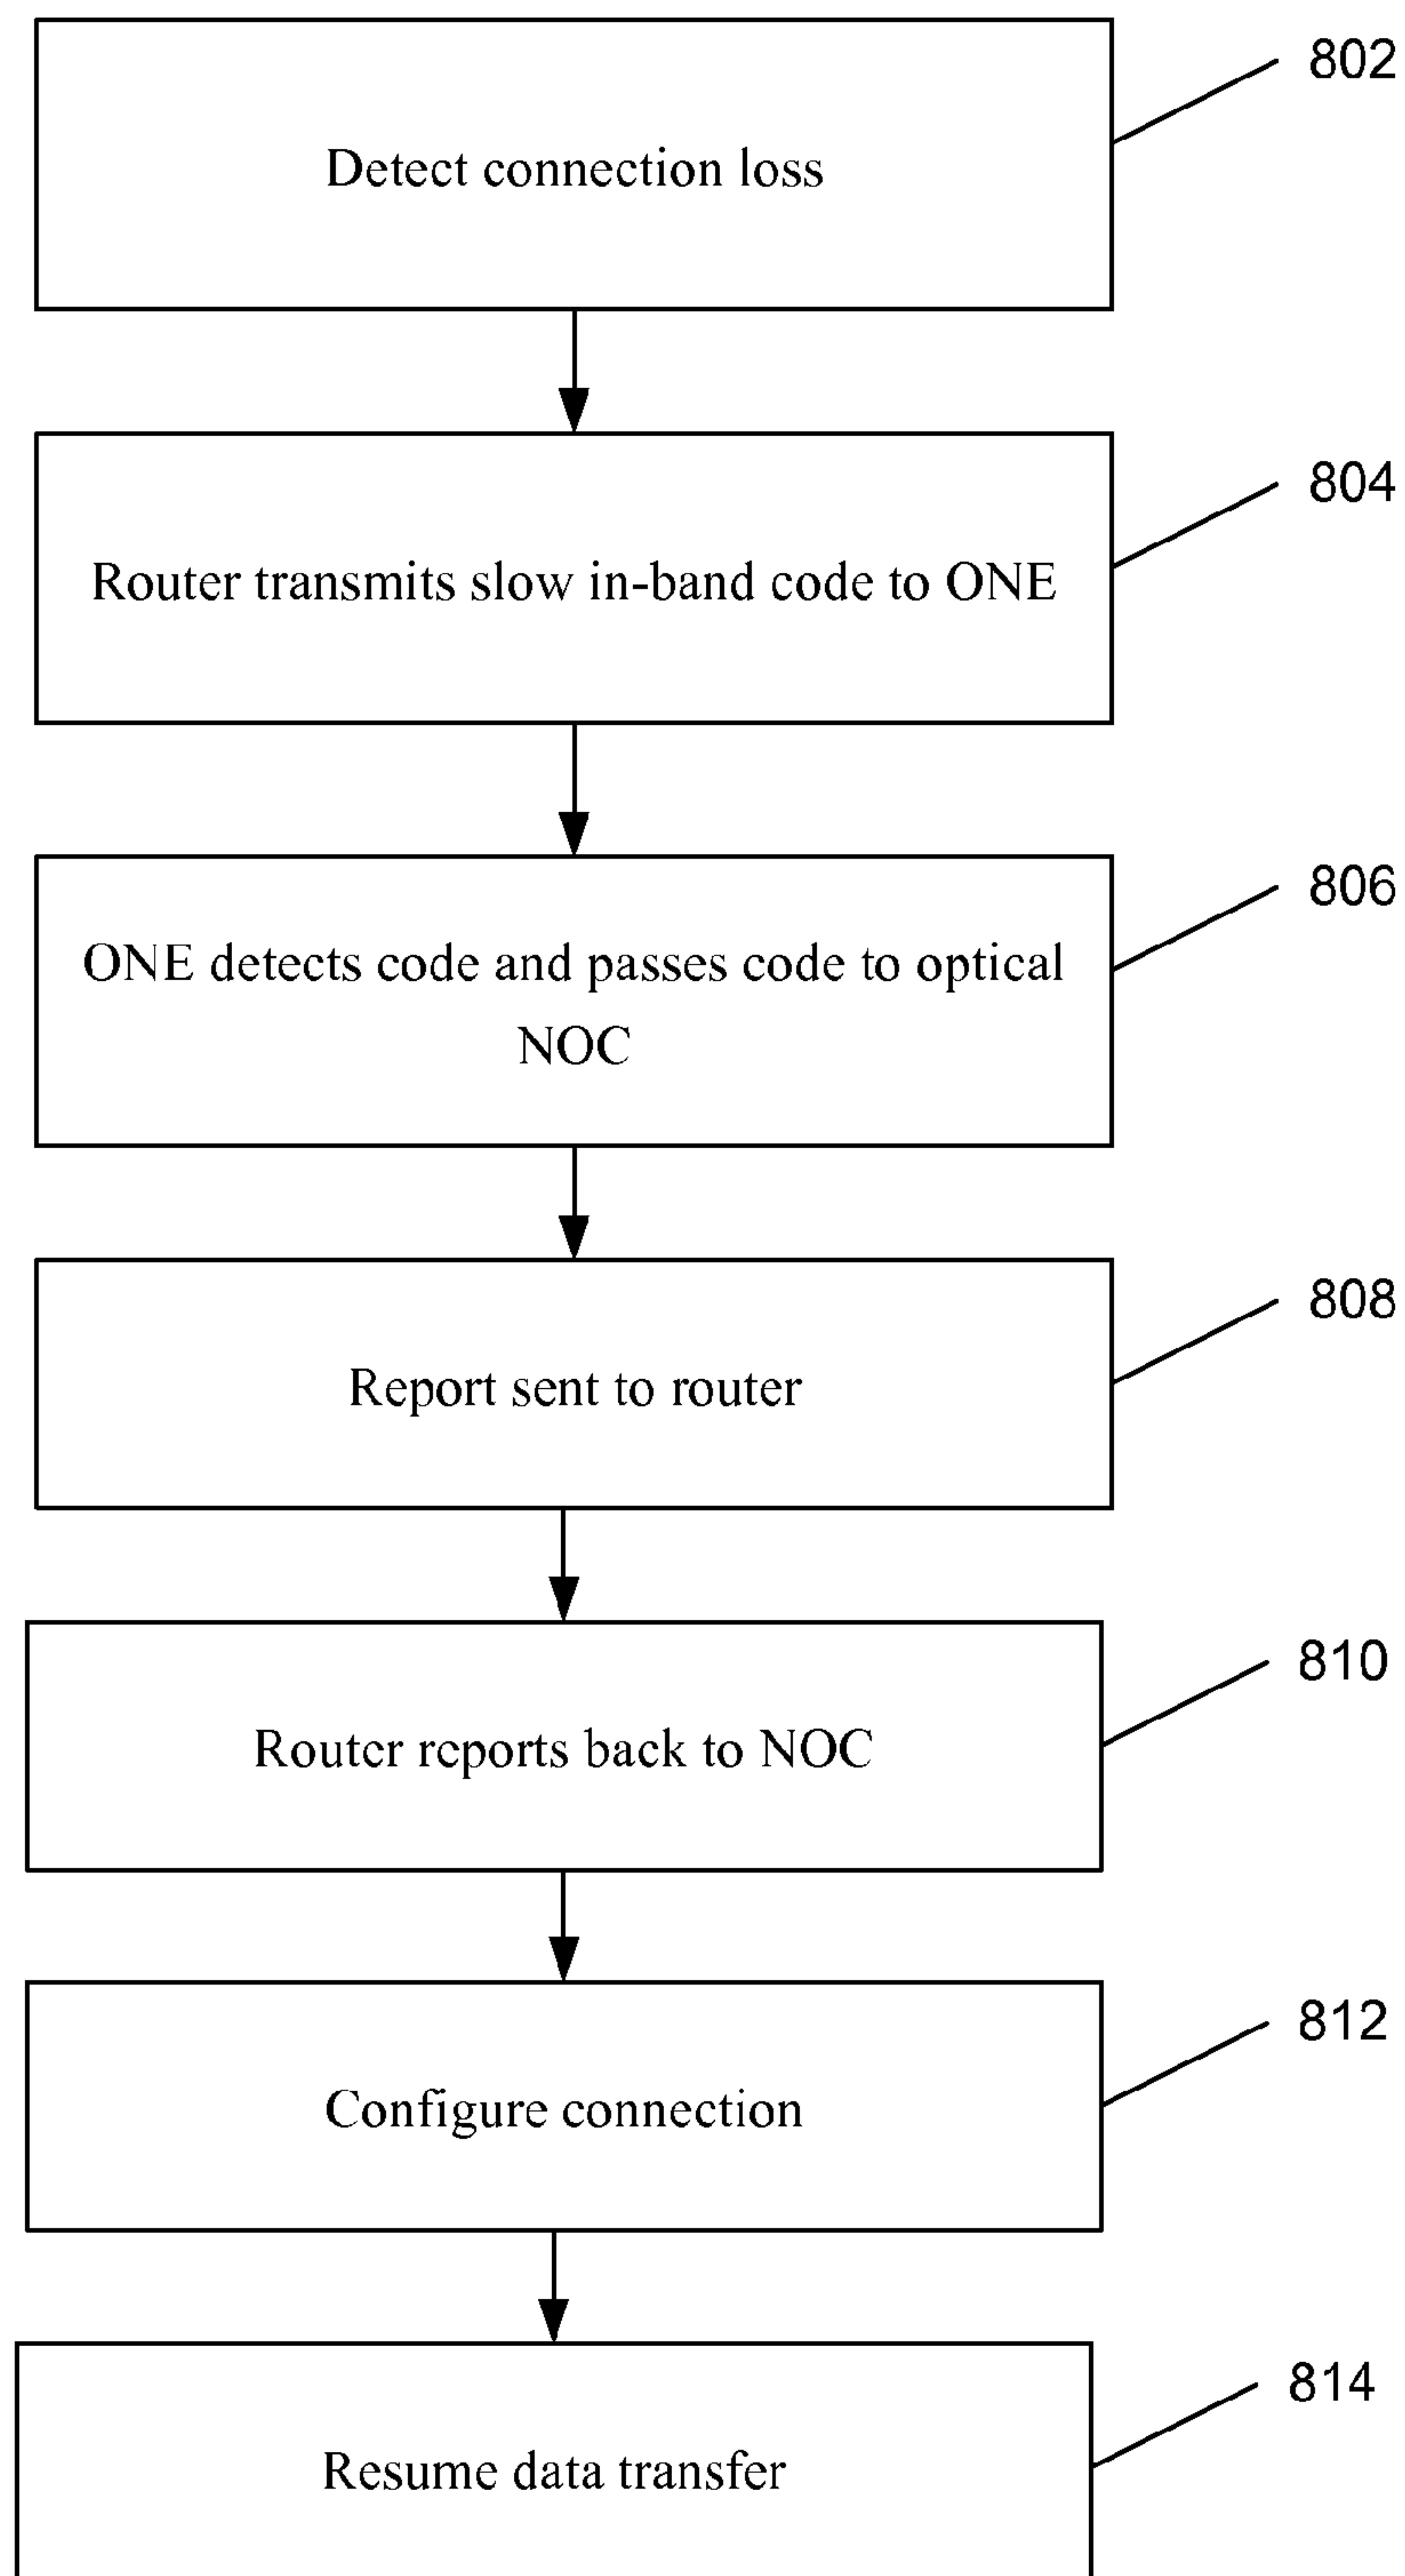 802
Detect connection loss
804
Router transmits slow in-band code to ONE
806
ONE detects code and passes code to optical
NOC
808
Report sent to router
810
Router reports back to NOC
812
Configure connection
814
Resume data transfer